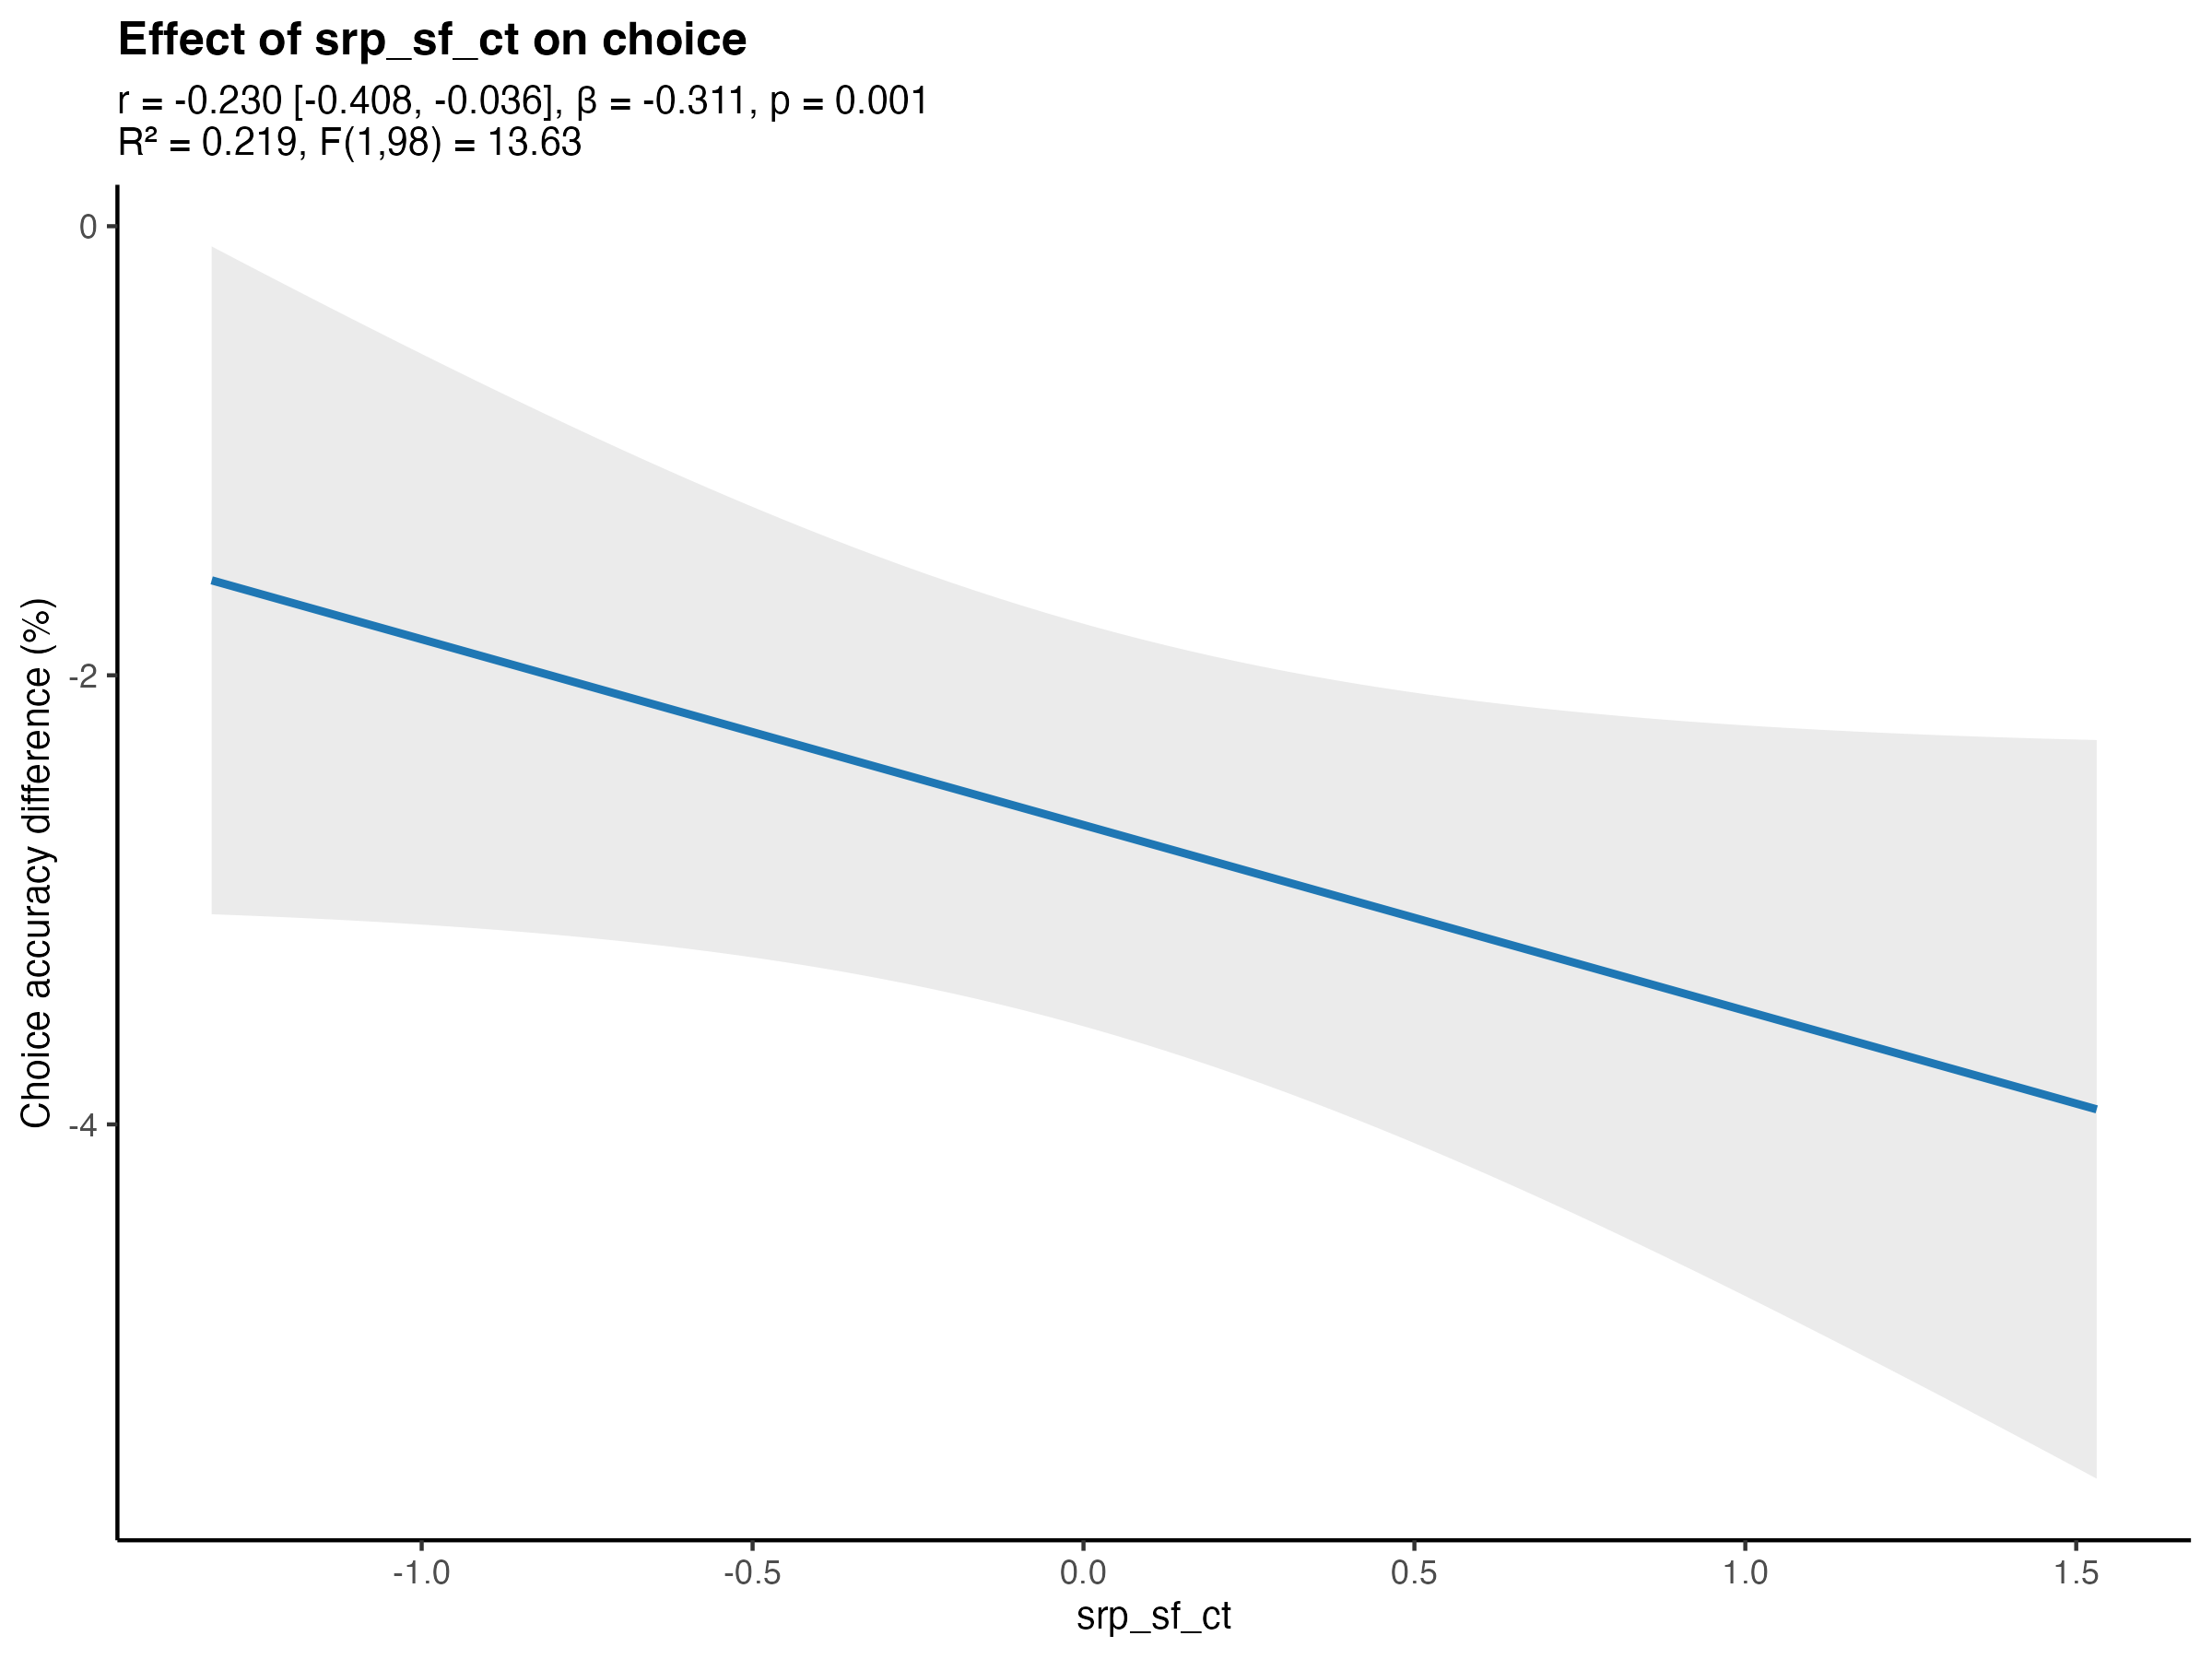 Effect of srp_sf_ct on choice
r = -0.230 [-0.408, -0.036], β = -0.311, p = 0.001
R² = 0.219, F(1,98) = 13.63
Choice accuracy difference (%)
0
-2
-4
-1.0
-0.5
0.0
0.5
1.0
1.5
srp_sf_ct